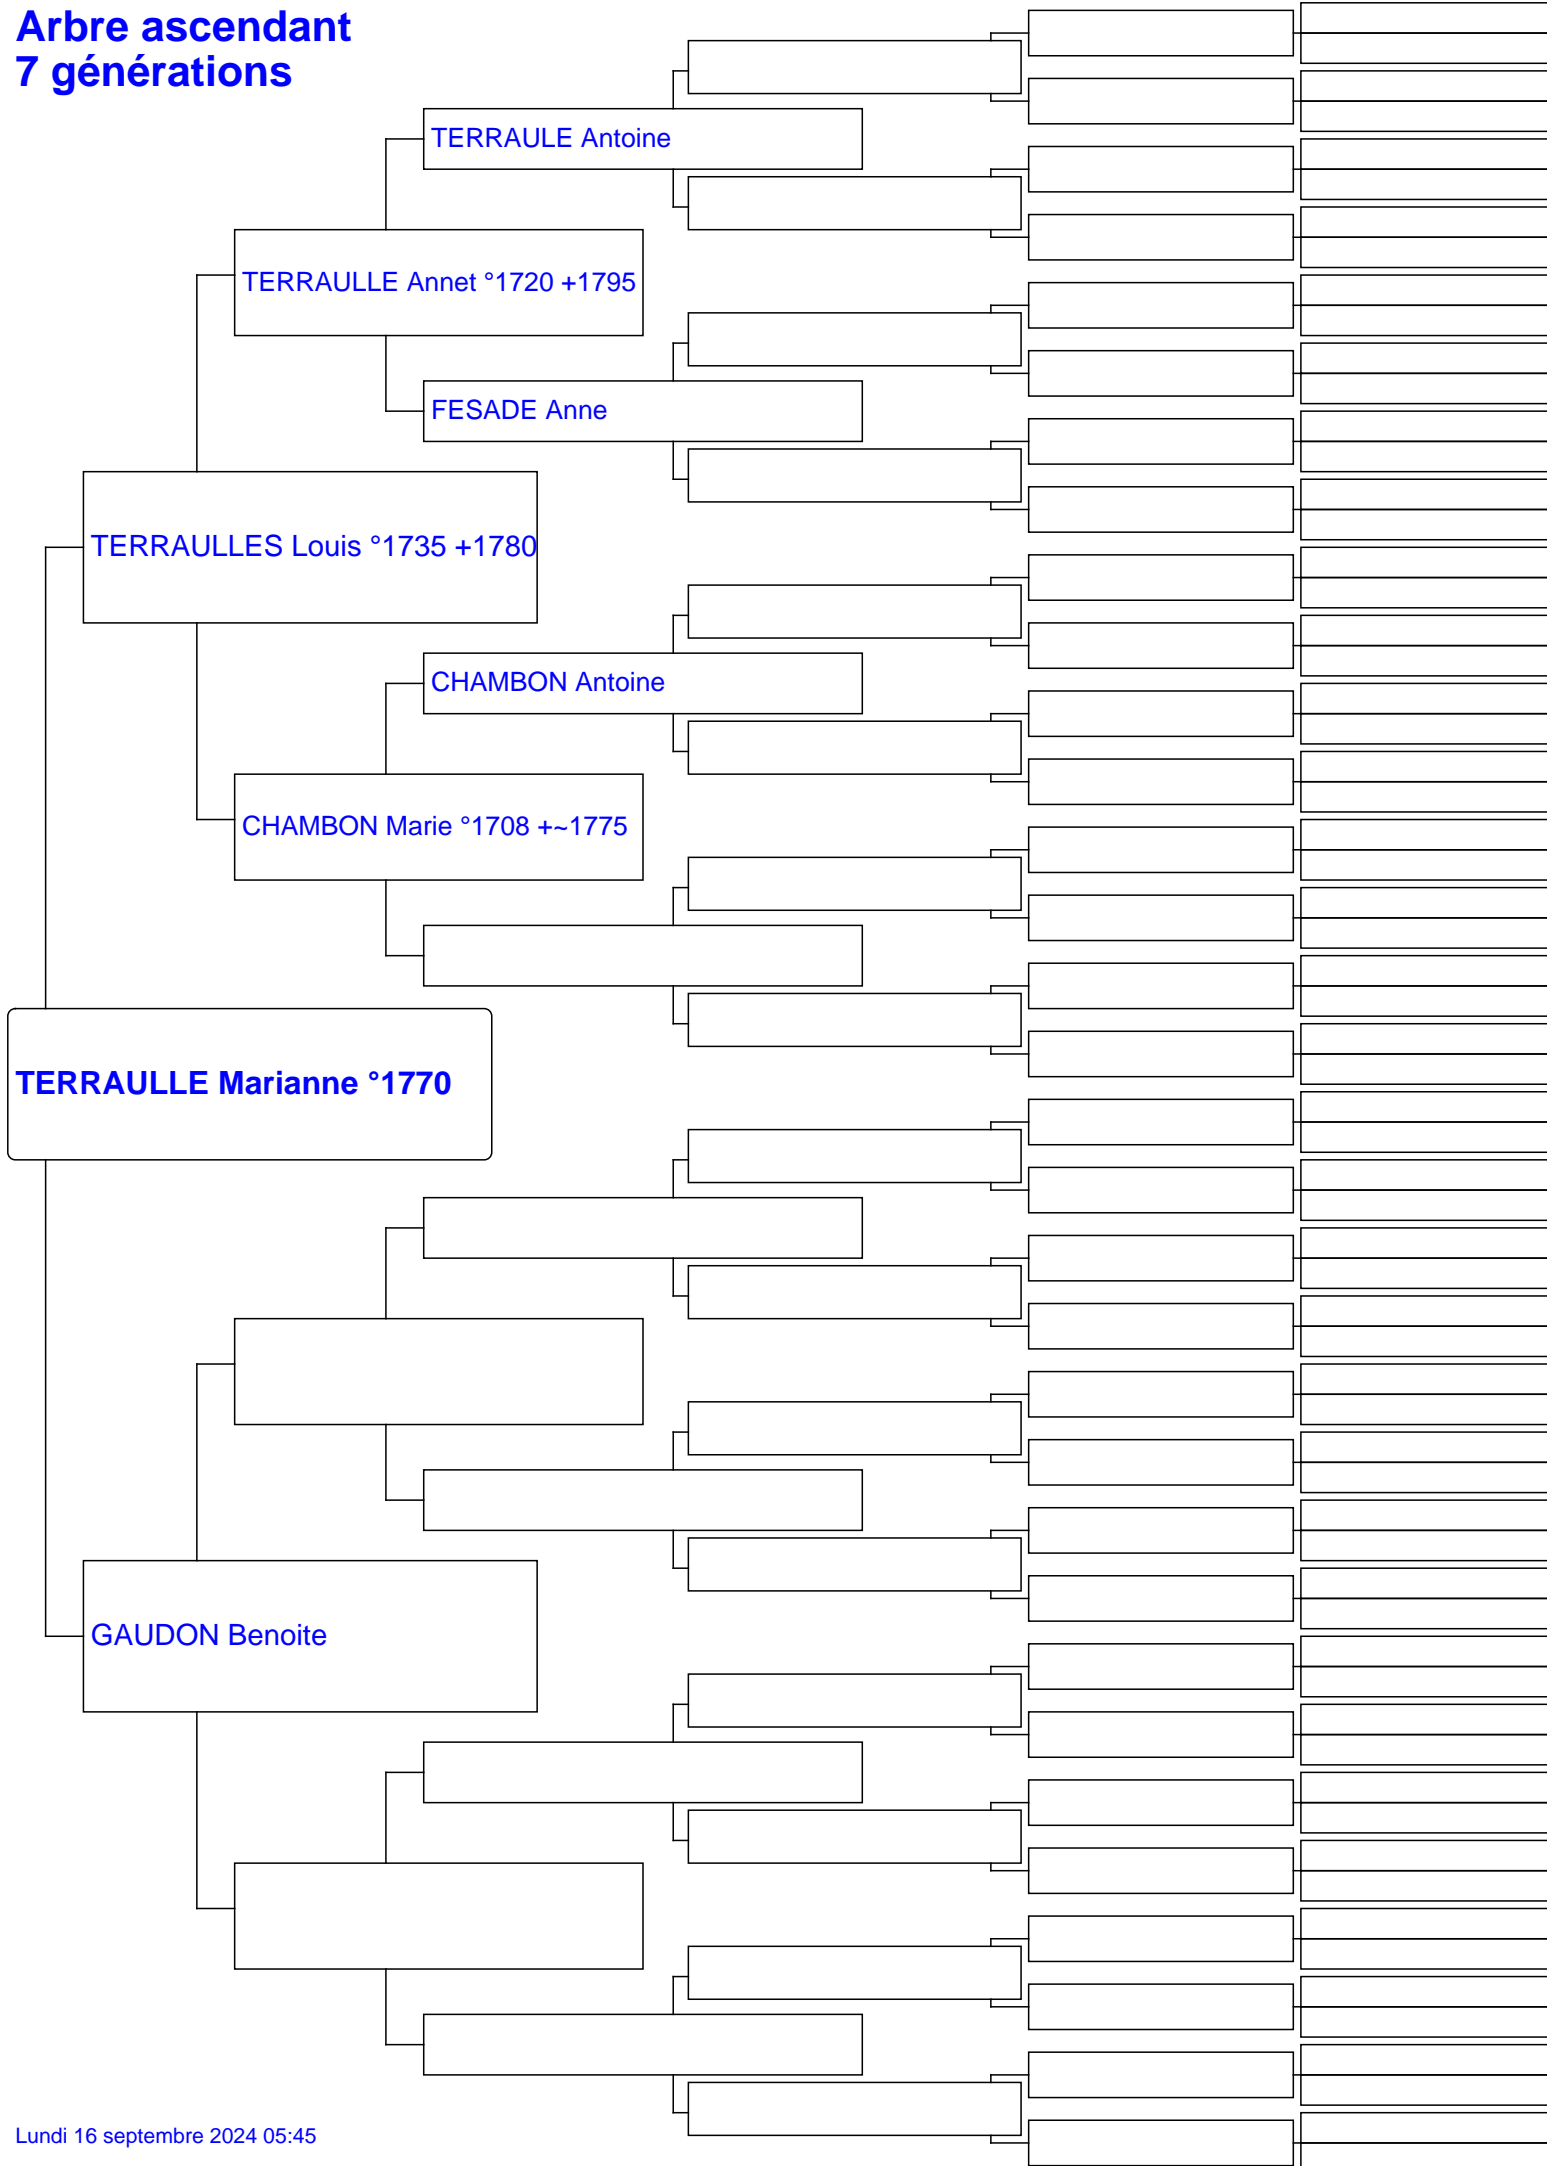 Arbre ascendant
7 générations
TERRAULE Antoine
TERRAULLE Annet °1720 +1795
FESADE Anne
TERRAULLES Louis °1735 +1780
CHAMBON Antoine
CHAMBON Marie °1708 +~1775
TERRAULLE Marianne °1770
GAUDON Benoite
Lundi 16 septembre 2024 05:45